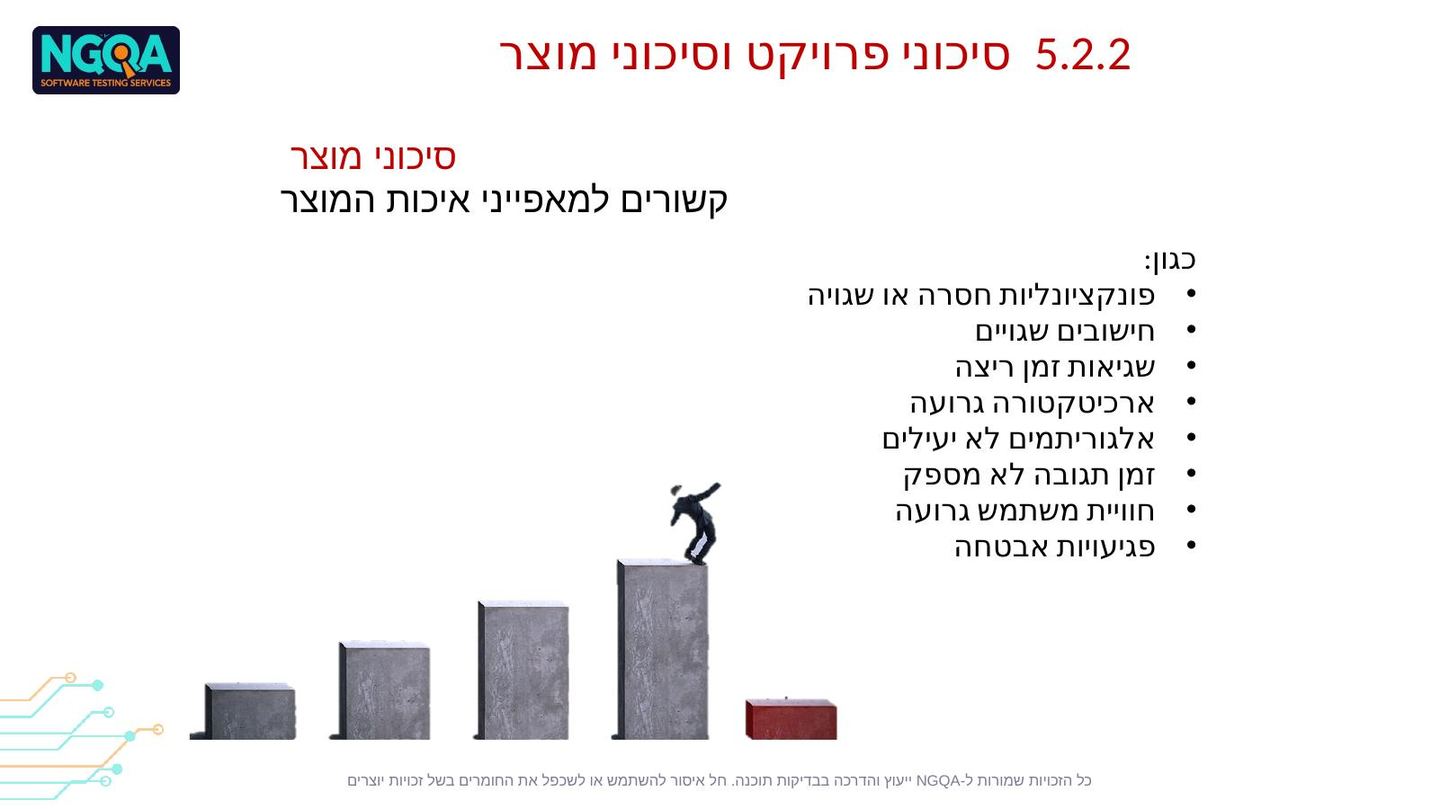 NGQA
SOFTWARE TESTING SERVICES
5.2.2 סיכוני פרויקט וסיכוני מוצר
סיכוני מוצר
קשורים למאפייני איכות המוצר
כגון:
• פונקציונליות חסרה או שגויה
• חישובים שגויים
• שגיאות זמן ריצה
• ארכיטקטורה גרועה
• אלגוריתמים לא יעילים
• זמן תגובה לא מספק
• חוויית משתמש גרועה
• פגיעויות אבטחה
כל הזכויות שמורות ל-NGQA ייעוץ והדרכה בבדיקות תוכנה. חל איסור להשתמש או לשכפל את החומרים בשל זכויות יוצרים